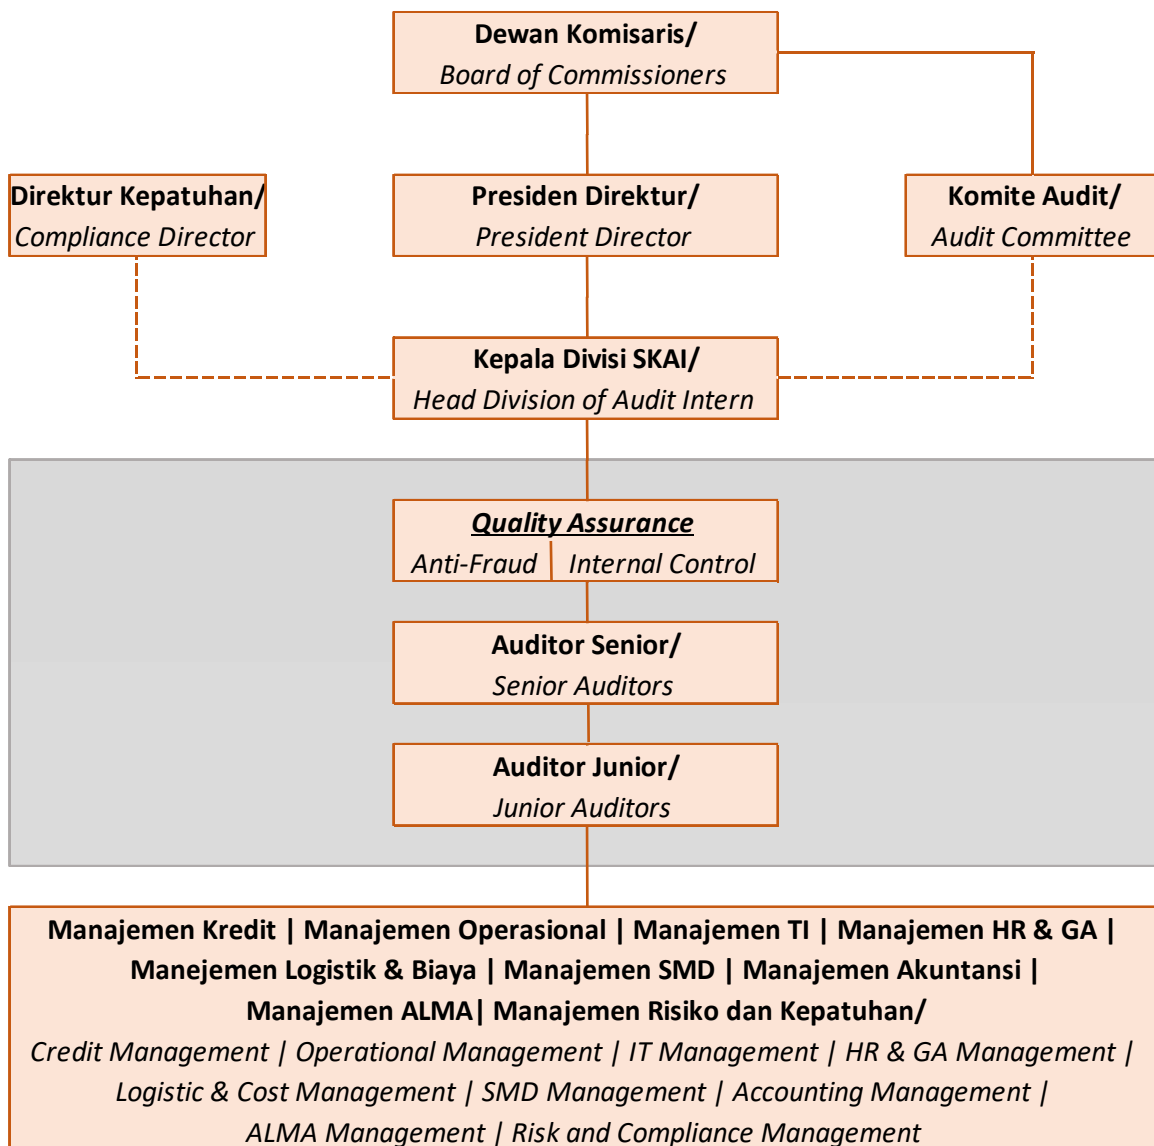 Dewan Komisaris/
Board of Commissioners
Direktur Kepatuhan/
Compliance Director
Presiden Direktur/
President Director
Komite Audit/
Audit Committee
Kepala Divisi SKAI/
Head Division of Audit Intern
Quality Assurance
Anti-Fraud Internal Control
Auditor Senior/
Senior Auditors
Auditor Junior/
Junior Auditors
Manajemen Kredit | Manajemen Operasional | Manajemen TI | Manajemen HR & GA |
Manejemen Logistik & Biaya | Manajemen SMD | Manajemen Akuntansi |
Manajemen ALMA| Manajemen Risiko dan Kepatuhan/
Credit Management | Operational Management | IT Management | HR & GA Management |
Logistic & Cost Management | SMD Management | Accounting Management |
ALMA Management | Risk and Compliance Management